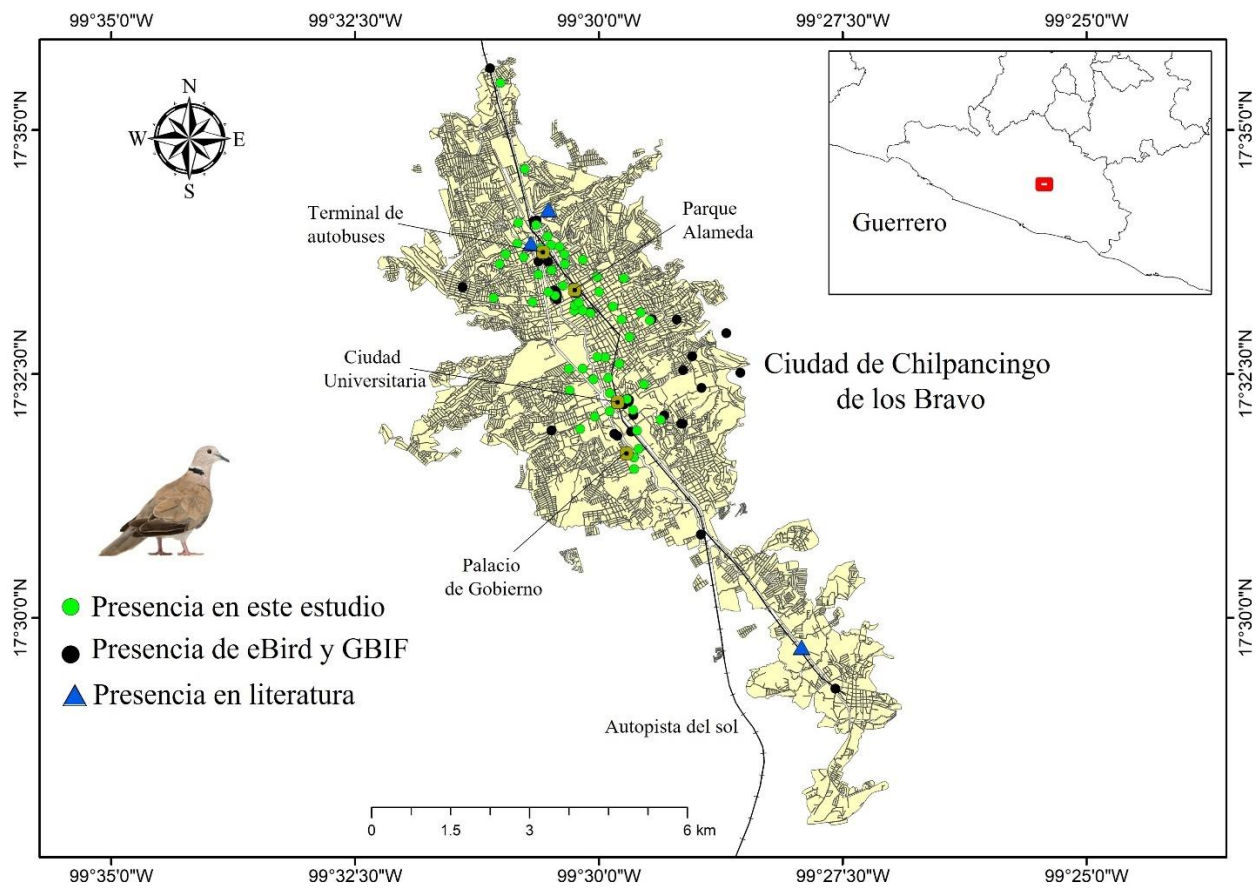 99°35'0"W 99°32'30"W 99°30'0"W 99°27'30"W 99°25'0"W
N
W E
S
17°35'0"N
17°35'0"N
Guerrero
Terminal de
autobuses
Parque
Alameda
Ciudad
Universitaria
17°32'30"N
17°32'30"N
Ciudad de Chilpancingo
de los Bravo
Palacio
de Gobierno
Presencia en este estudio
Presencia de eBird y GBIF
Presencia en literatura
17°30'0"N
17°30'0"N
Autopista del sol
0 1.5 3 6 km
99°35'0"W 99°32'30"W 99°30'0"W 99°27'30"W 99°25'0"W